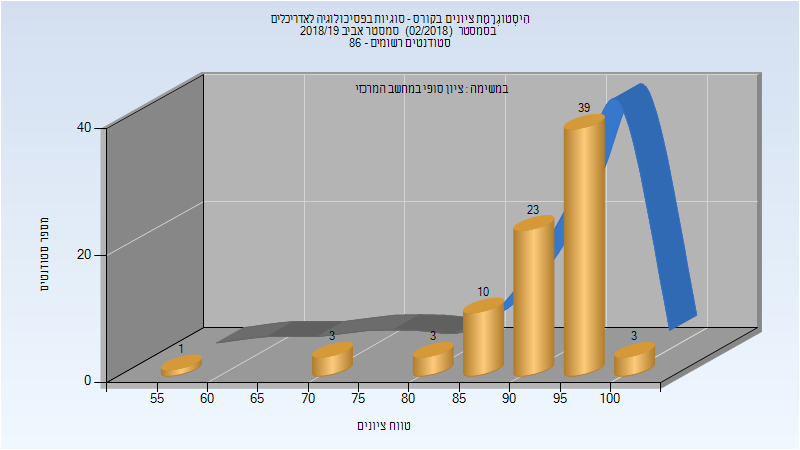 היסטוגרמת ציונים בקורס - סוגיות בפסיכולוגיה לאדריכלים
בסמסטר (02/2018) סמסטר אביב 2018/19
סטודנטים רשומים - 86
במשימה : ציון סופי במחשב המרכזי
39
40
23
מספר סטודנטים
20
10
3
3
3
1
0
55 60 65 70 75 80 85 90 95 100
טווח ציונים